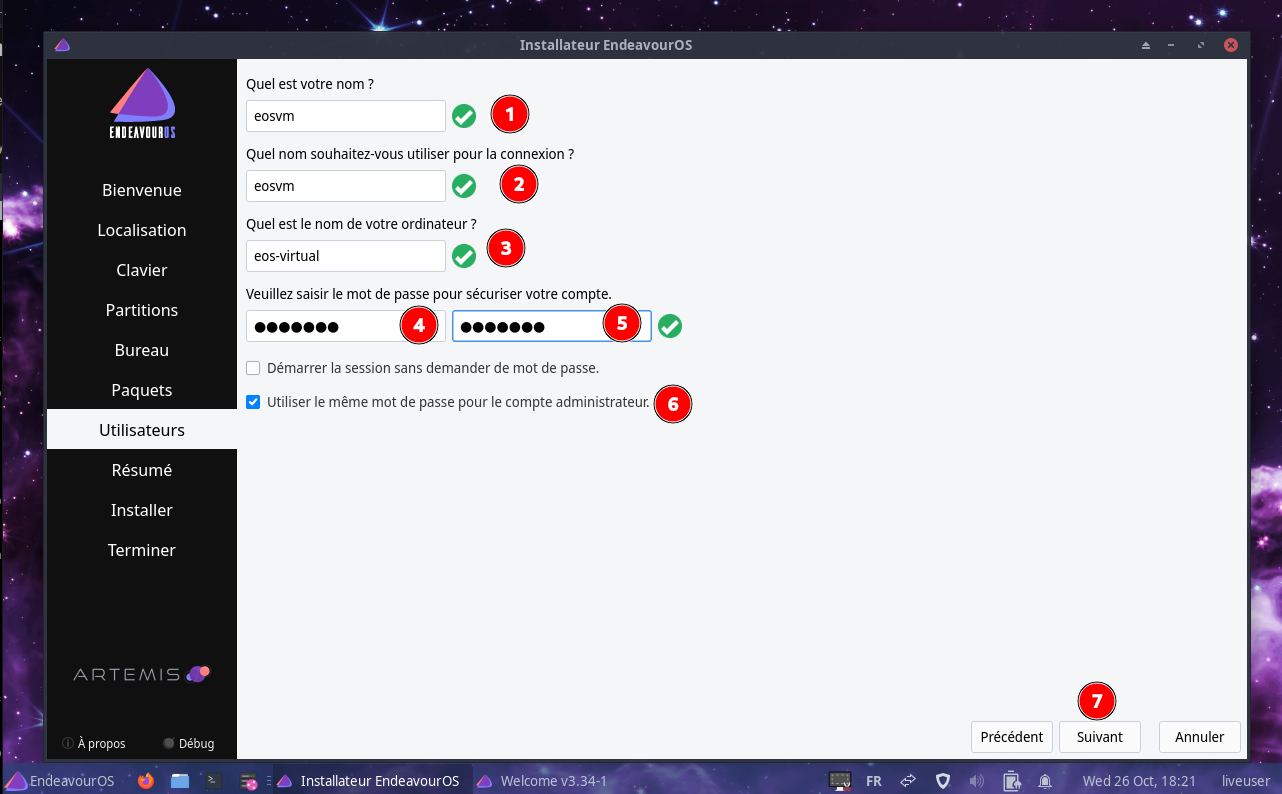 Installateur EndeavourOS
ENDEAVOUROS
Bienvenue
Localisation
Clavier
Partitions
Bureau
Paquets
Utilisateurs
Résumé
Installer
Terminer
ARTEMIS
À propos
Débug
Quel est votre nom ?
eosvm
1
Quel nom souhaitez-vous utiliser pour la connexion ?
eosvm
2
Quel est le nom de votre ordinateur ?
eos-virtual
3
Veuillez saisir le mot de passe pour sécuriser votre compte.
●●●●●●● 4 ●●●●●●● 5
Démarrer la session sans demander de mot de passe.
Utiliser le même mot de passe pour le compte administrateur. 6
7
Précédent Suivant Annuler
EndeavourOS Installateur EndeavourOS Welcome v3.34-1 FR Wed 26 Oct, 18:21 liveuser